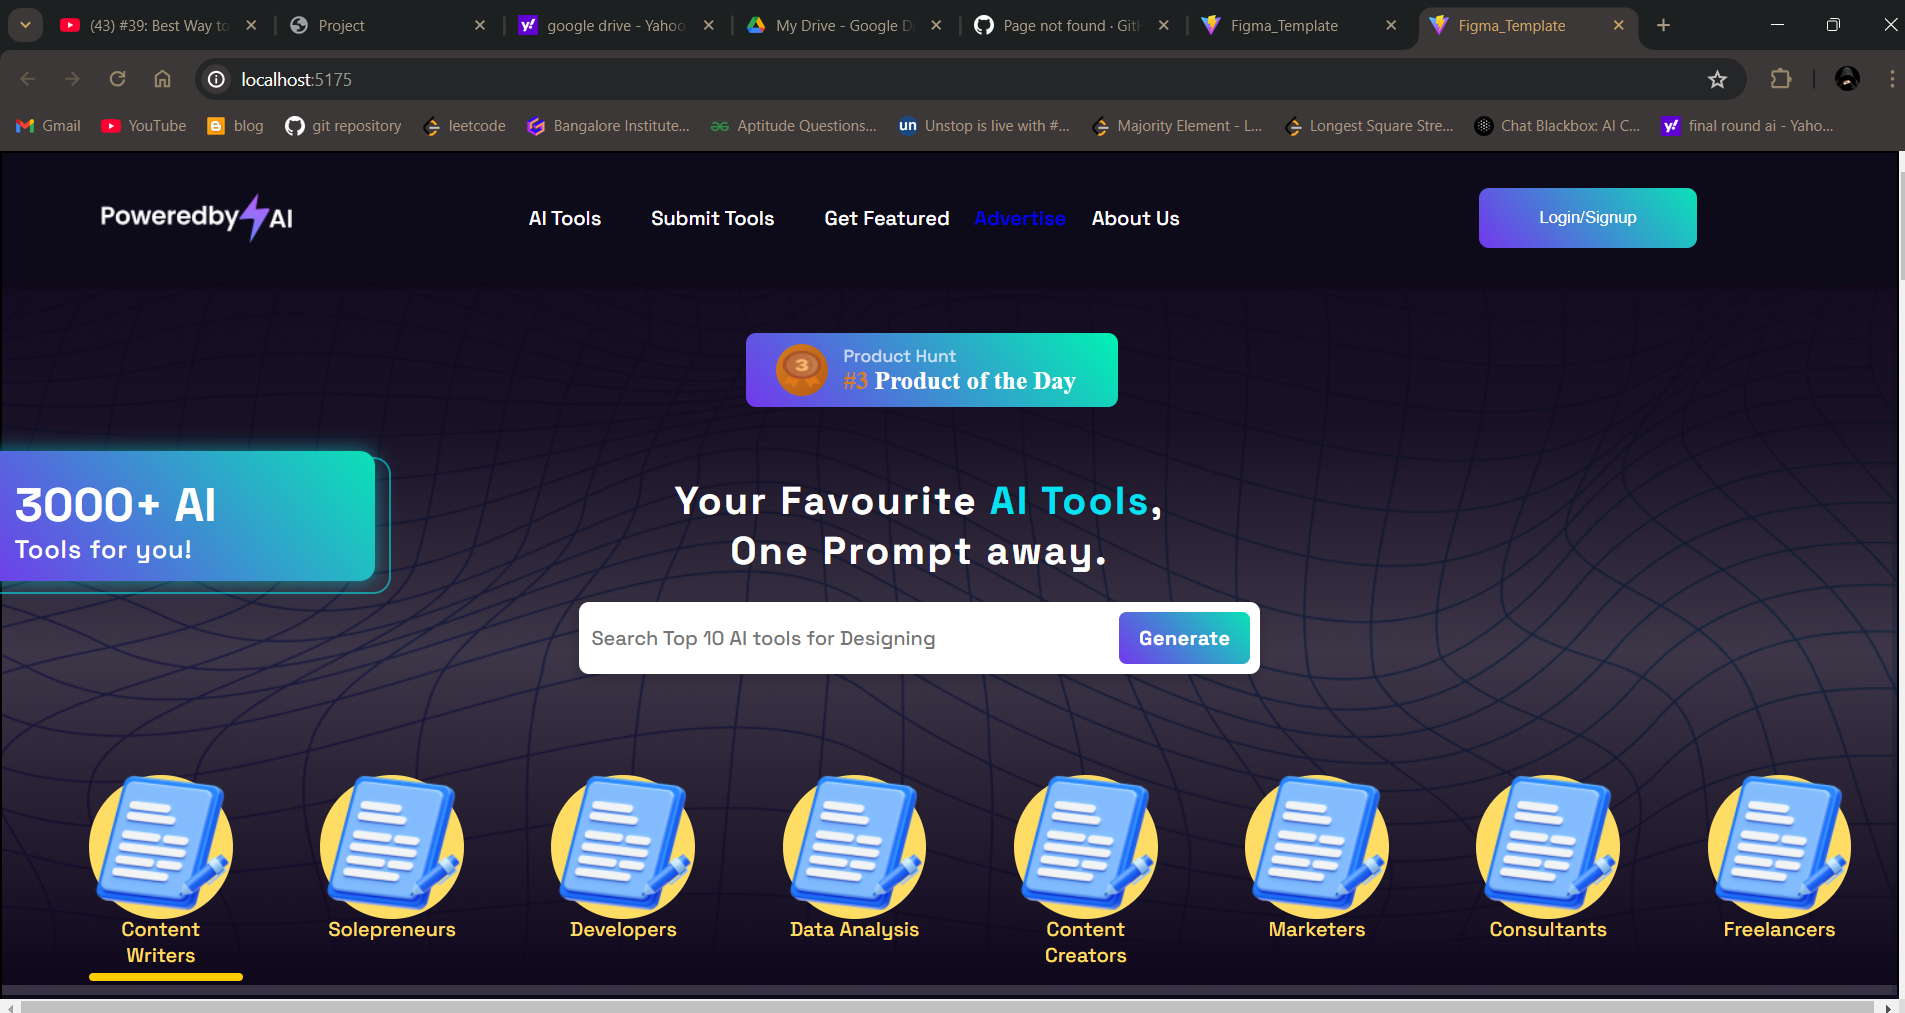 (43) #39: Best Way to
Project
google drive - Yahoo
My Drive - Google D
Page not found · Git
Figma_Template
Figma_Template
localhost:5175
Gmail
YouTube
blog
git repository
leetcode
Bangalore Institute...
Aptitude Questions...
Unstop is live with #...
Majority Element - L...
Longest Square Stre...
Chat Blackbox: AI C...
final round ai - Yaho...
Poweredby AI
AI Tools
Submit Tools
Get Featured
Advertise
About Us
Login/Signup
3
Product Hunt
#3 Product of the Day
3000+ AI
Tools for you!
Your Favourite AI Tools,
One Prompt away.
Search Top 10 AI tools for Designing
Generate
Content
Writers
Solepreneurs
Developers
Data Analysis
Content
Creators
Marketers
Consultants
Freelancers